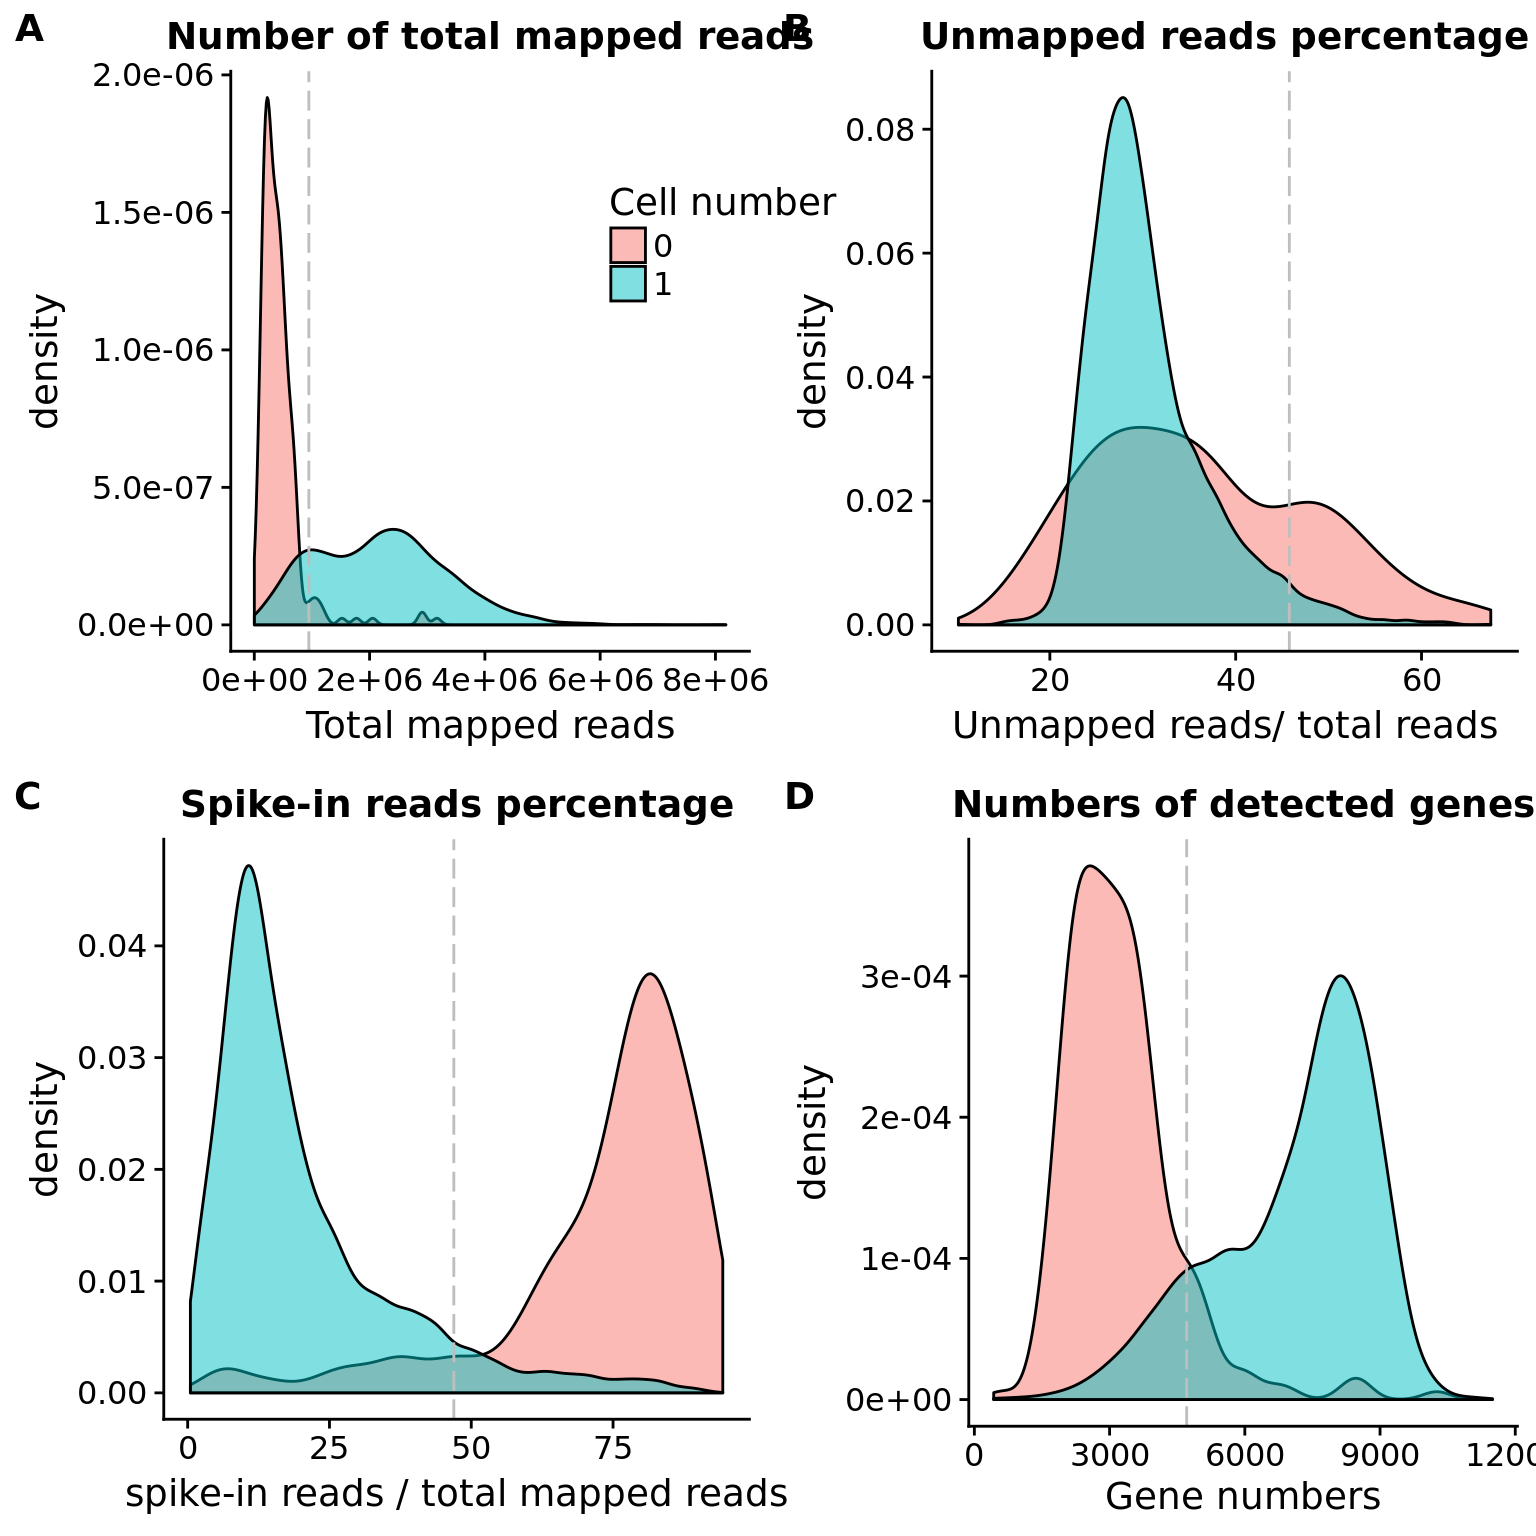 A
Number of total mapped reads
2.0e-06
1.5e-06
1.0e-06
5.0e-07
0.0e+00
density
Cell number
0
1
0e+00 2e+06 4e+06 6e+06 8e+06
Total mapped reads
B
Unmapped reads percentage
0.08
0.06
0.04
0.02
0.00
density
20 40 60
Unmapped reads/ total reads
C
Spike-in reads percentage
0.04
0.03
0.02
0.01
0.00
density
0 25 50 75
spike-in reads / total mapped reads
D
Numbers of detected genes
3e-04
2e-04
1e-04
0e+00
density
0 3000 6000 9000 1200
Gene numbers